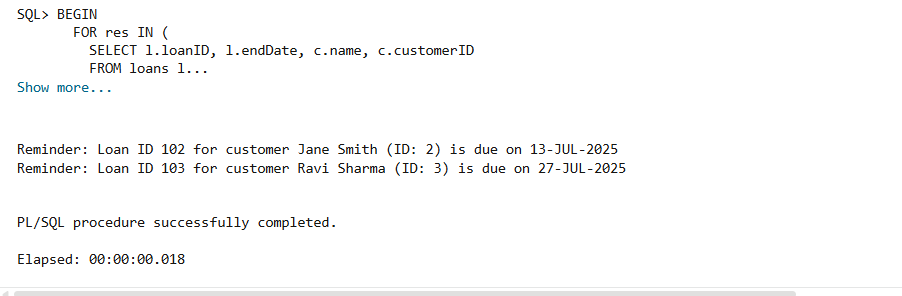 SQL> BEGIN
FOR res IN (
SELECT l.loanID, l.endDate, c.name, c.customerID
FROM loans l...
Show more...
Reminder: Loan ID 102 for customer Jane Smith (ID: 2) is due on 13-JUL-2025
Reminder: Loan ID 103 for customer Ravi Sharma (ID: 3) is due on 27-JUL-2025
PL/SQL procedure successfully completed.
Elapsed: 00:00:00.018